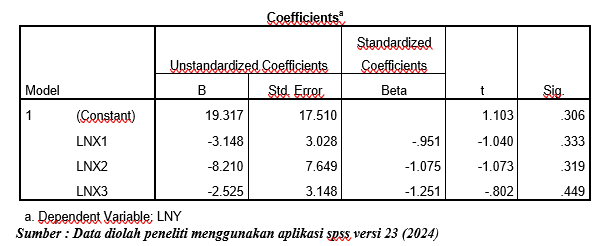 Coefficientsa
Unstandardized Coefficients Standardized Coefficients
Model B Std. Error Beta t Sig.
1 (Constant) 19.317 17.510 1.103 .306
LNX1 -3.148 3.028 -.951 -1.040 .333
LNX2 -8.210 7.649 -1.075 -1.073 .319
LNX3 -2.525 3.148 -1.251 -.802 .449
a. Dependent Variable: LNY
Sumber : Data diolah peneliti menggunakan aplikasi spss versi 23 (2024)